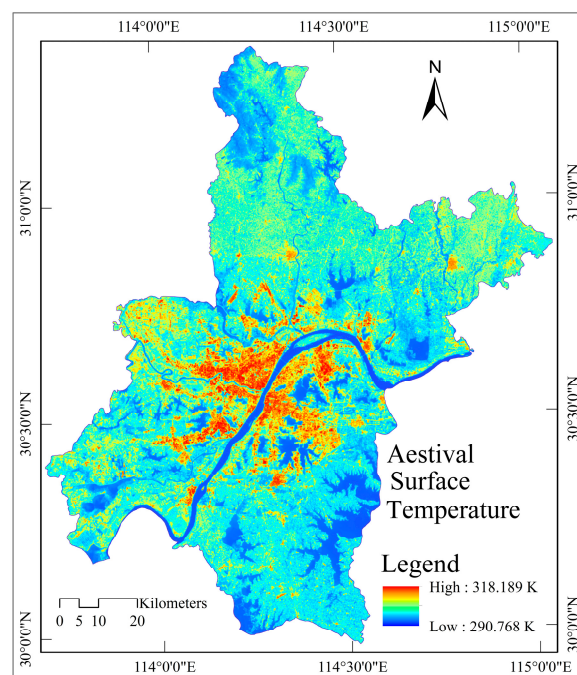 114°0'0"E 114°30'0"E 115°0'0"E
N
31°0'0"N 31°0'0"N
30°30'0"N 30°30'0"N
Aestival
Surface
Temperature
Legend
High : 318.189 K
Low : 290.768 K
Kilometers
0 5 10 20
30°0'0"N 30°0'0"N
114°0'0"E 114°30'0"E 115°0'0"E